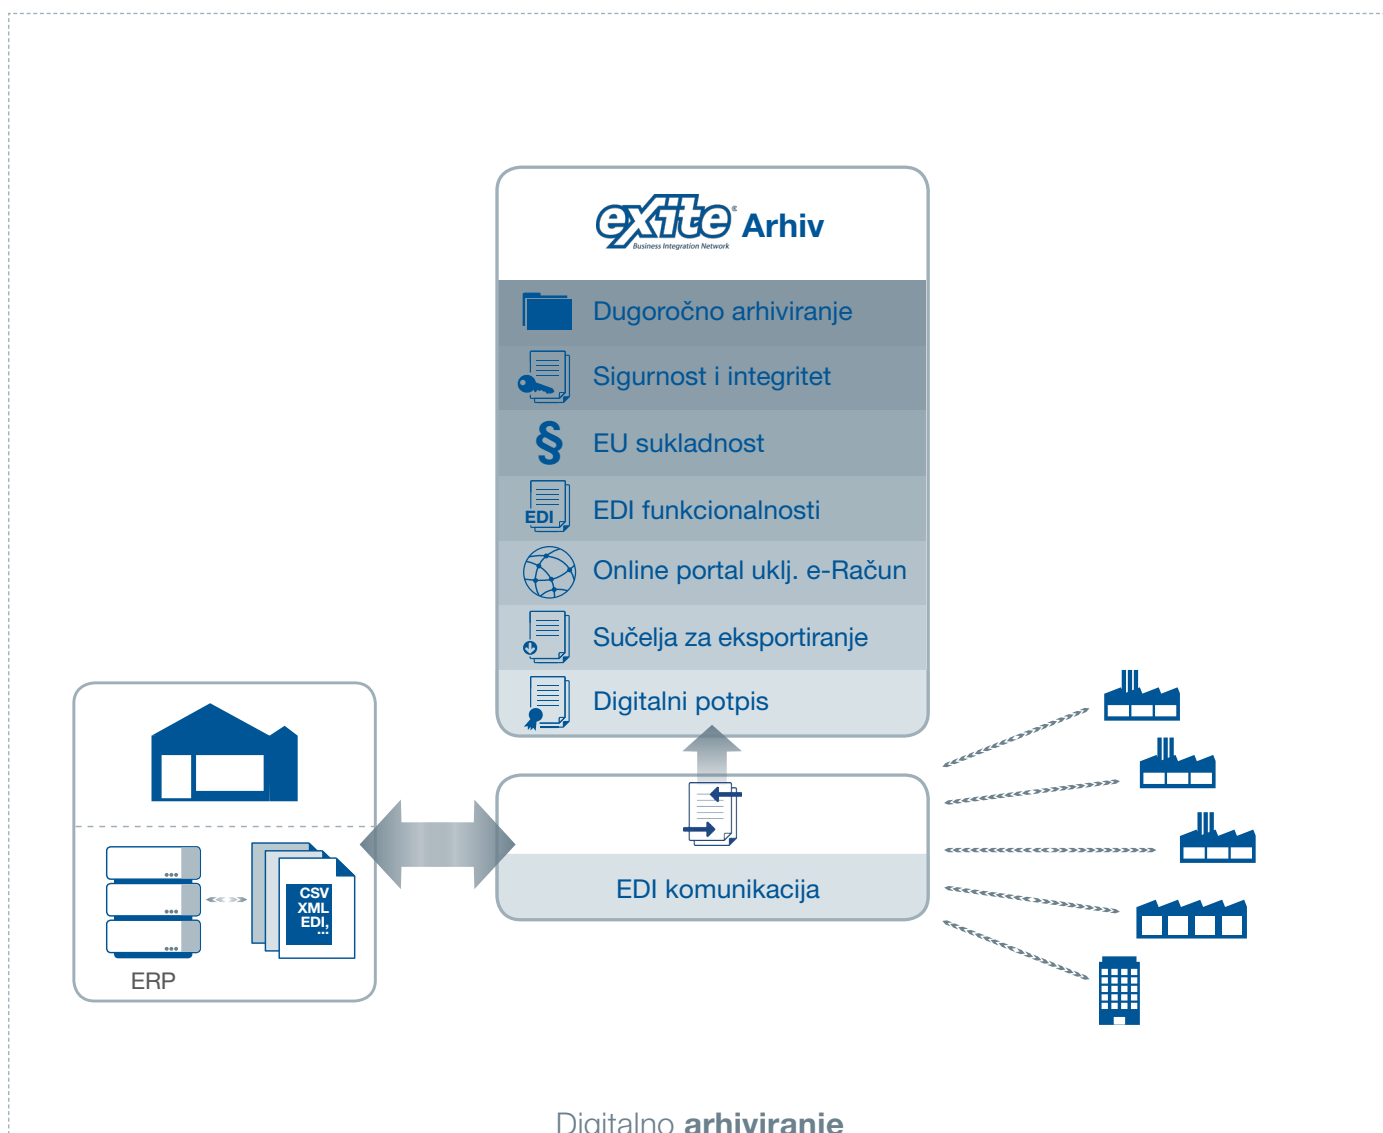 eXite® Arhiv
Business Integration Network
Dugoročno arhiviranje
Sigurnost i integritet
§ EU sukladnost
EDI EDI funkcionalnosti
Online portal uklj. e-Račun
Sučelja za eksportiranje
Digitalni potpis
CSV
XML
EDI,
...
ERP
EDI komunikacija
Digitalno arhiviranje